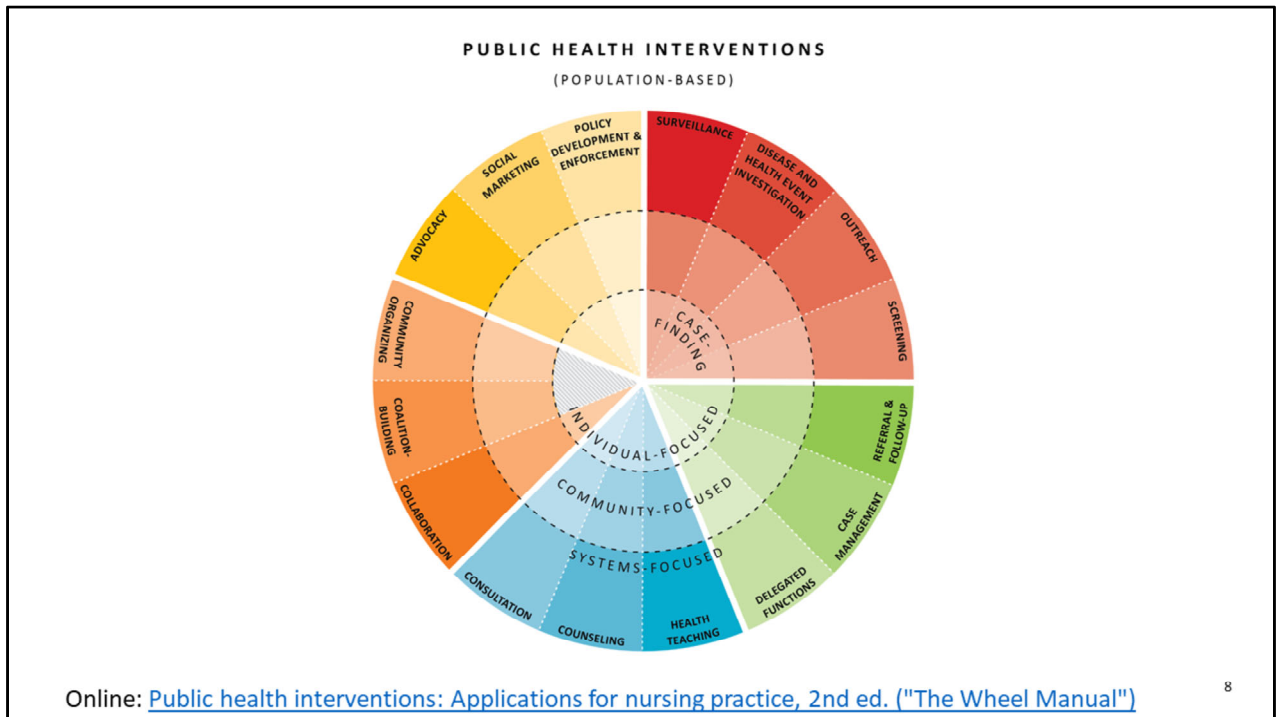 PUBLIC HEALTH INTERVENTIONS
(POPULATION-BASED)
SURVEILLANCE
DISEASE AND
HEALTH EVENT
INVESTIGATION
OUTREACH
SCREENING
REFERRAL &
FOLLOW-UP
CASE
MANAGEMENT
DELEGATED
FUNCTIONS
HEALTH
TEACHING
COUNSELING
CONSULTATION
COLLABORATION
COALITION-
BUILDING
COMMUNITY
ORGANIZING
ADVOCACY
SOCIAL
MARKETING
POLICY
DEVELOPMENT &
ENFORCEMENT
CASE-
FINDING
INDIVIDUAL-FOCUSED
COMMUNITY-FOCUSED
SYSTEMS-FOCUSED
Online: Public health interventions: Applications for nursing practice, 2nd ed. ("The Wheel Manual")
8